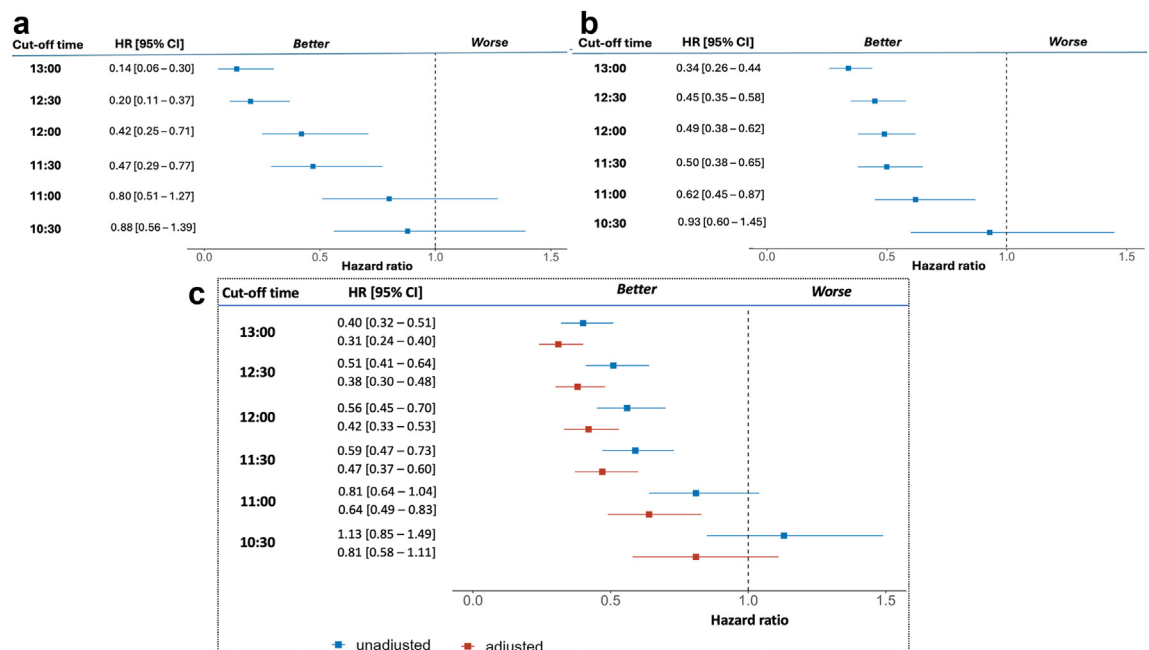 a
Cut-off time HR [95% CI] Better Worse
13:00 0.14 [0.06 – 0.30]
12:30 0.20 [0.11 – 0.37]
12:00 0.42 [0.25 – 0.71]
11:30 0.47 [0.29 – 0.77]
11:00 0.80 [0.51 – 1.27]
10:30 0.88 [0.56 – 1.39]
0.0 0.5 1.0 1.5
Hazard ratio
b
Cut-off time HR [95% CI] Better Worse
13:00 0.34 [0.26 – 0.44
12:30 0.45 [0.35 – 0.58]
12:00 0.49 [0.38 – 0.62]
11:30 0.50 [0.38 – 0.65]
11:00 0.62 [0.45 – 0.87]
10:30 0.93 [0.60 – 1.45]
0.0 0.5 1.0 1.5
Hazard ratio
c
Cut-off time HR [95% CI] Better Worse
13:00 0.40 [0.32 – 0.51]
0.31 [0.24 – 0.40]
12:30 0.51 [0.41 – 0.64]
0.38 [0.30 – 0.48]
12:00 0.56 [0.45 – 0.70]
0.42 [0.33 – 0.53]
11:30 0.59 [0.47 – 0.73]
0.47 [0.37 – 0.60]
11:00 0.81 [0.64 – 1.04]
0.64 [0.49 – 0.83]
10:30 1.13 [0.85 – 1.49]
0.81 [0.58 – 1.11]
0.0 0.5 1.0 1.5
Hazard ratio
unadjusted adjusted